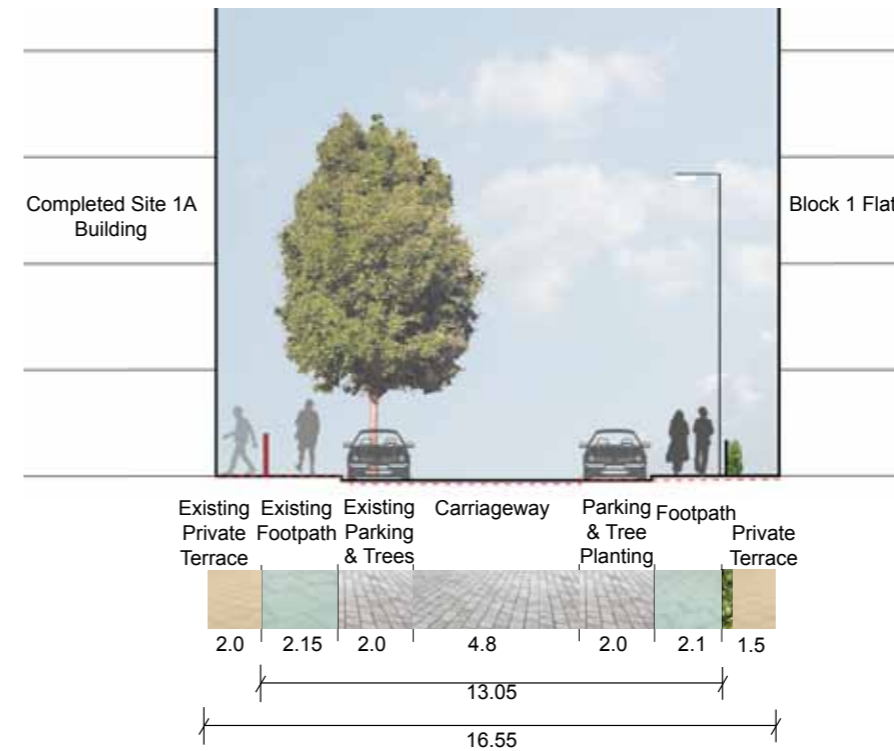 Completed Site 1A
Building
Block 1 Flat
Existing
Private
Terrace
Existing
Footpath
Existing
Parking
& Trees
Carriageway
Parking
& Tree
Planting
Footpath
Private
Terrace
2.0 2.15 2.0 4.8 2.0 2.1 1.5
13.05
16.55